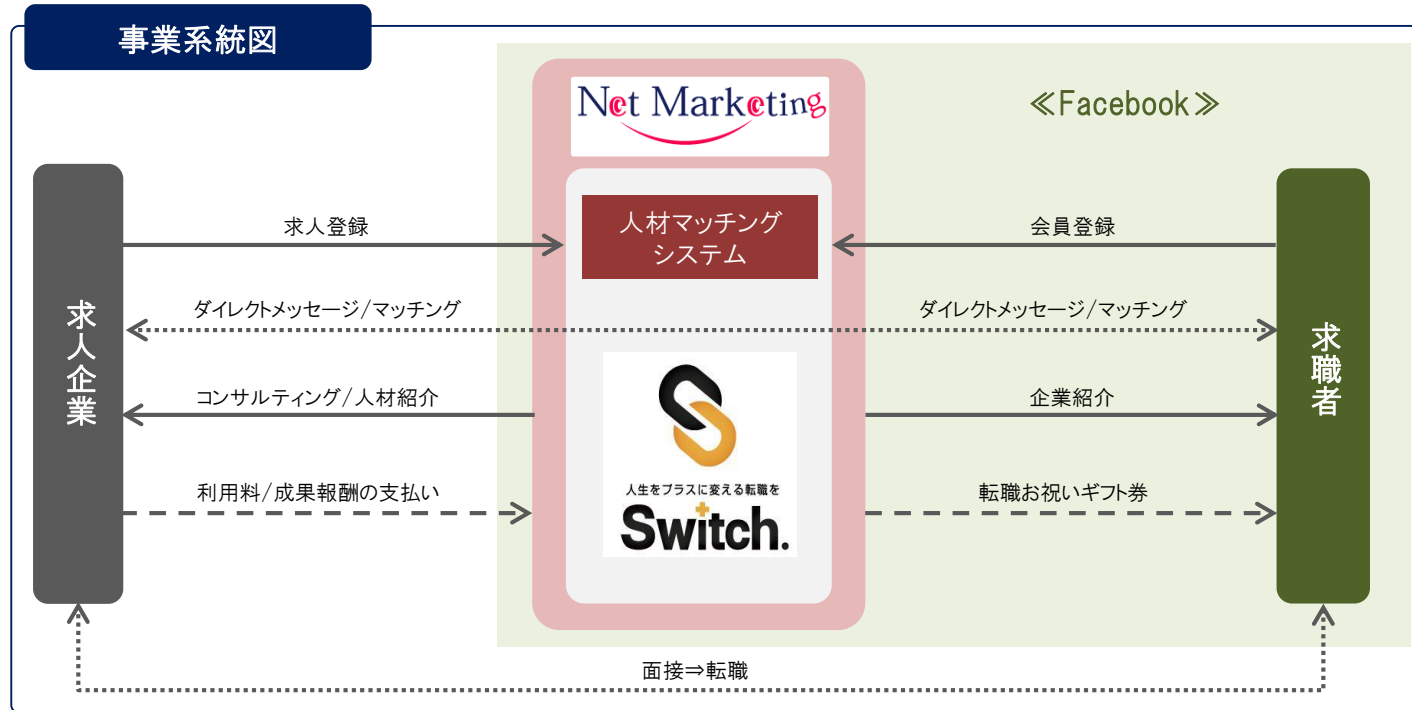 事業系統図
Net Marketing
≪Facebook≫
求人登録
人材マッチング
システム
会員登録
ダイレクトメッセージ/マッチング
ダイレクトメッセージ/マッチング
求人企業
求職者
コンサルティング/人材紹介
企業紹介
利用料/成果報酬の支払い
人生をプラスに変える転職を
Switch.
転職お祝いギフト券
面接⇒転職